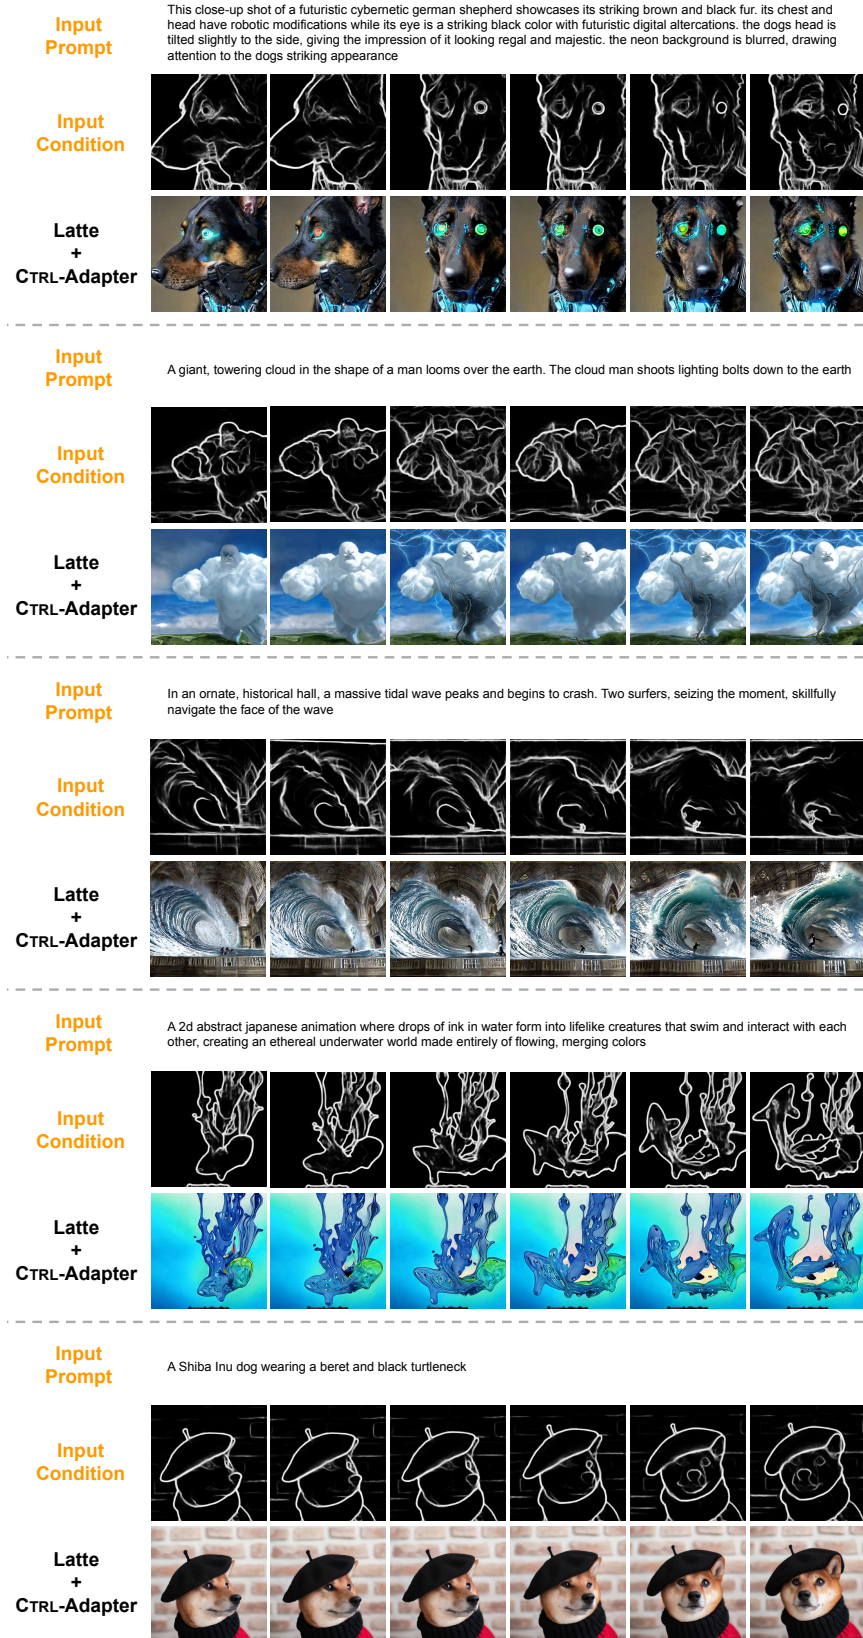 Input
Prompt
This close-up shot of a futuristic cybernetic german shepherd showcases its striking brown and black fur. its chest and
head have robotic modifications while its eye is a striking black color with futuristic digital altercations. the dogs head is
tilted slightly to the side, giving the impression of it looking regal and majestic. the neon background is blurred, drawing
attention to the dogs striking appearance
Input
Condition
Latte
+
CTRL-Adapter
Input
Prompt
A giant, towering cloud in the shape of a man looms over the earth. The cloud man shoots lighting bolts down to the earth
Input
Condition
Latte
+
CTRL-Adapter
Input
Prompt
In an ornate, historical hall, a massive tidal wave peaks and begins to crash. Two surfers, seizing the moment, skillfully
navigate the face of the wave
Input
Condition
Latte
+
CTRL-Adapter
Input
Prompt
A 2d abstract japanese animation where drops of ink in water form into lifelike creatures that swim and interact with each
other, creating an ethereal underwater world made entirely of flowing, merging colors
Input
Condition
Latte
+
CTRL-Adapter
Input
Prompt
A Shiba Inu dog wearing a beret and black turtleneck
Input
Condition
Latte
+
CTRL-Adapter